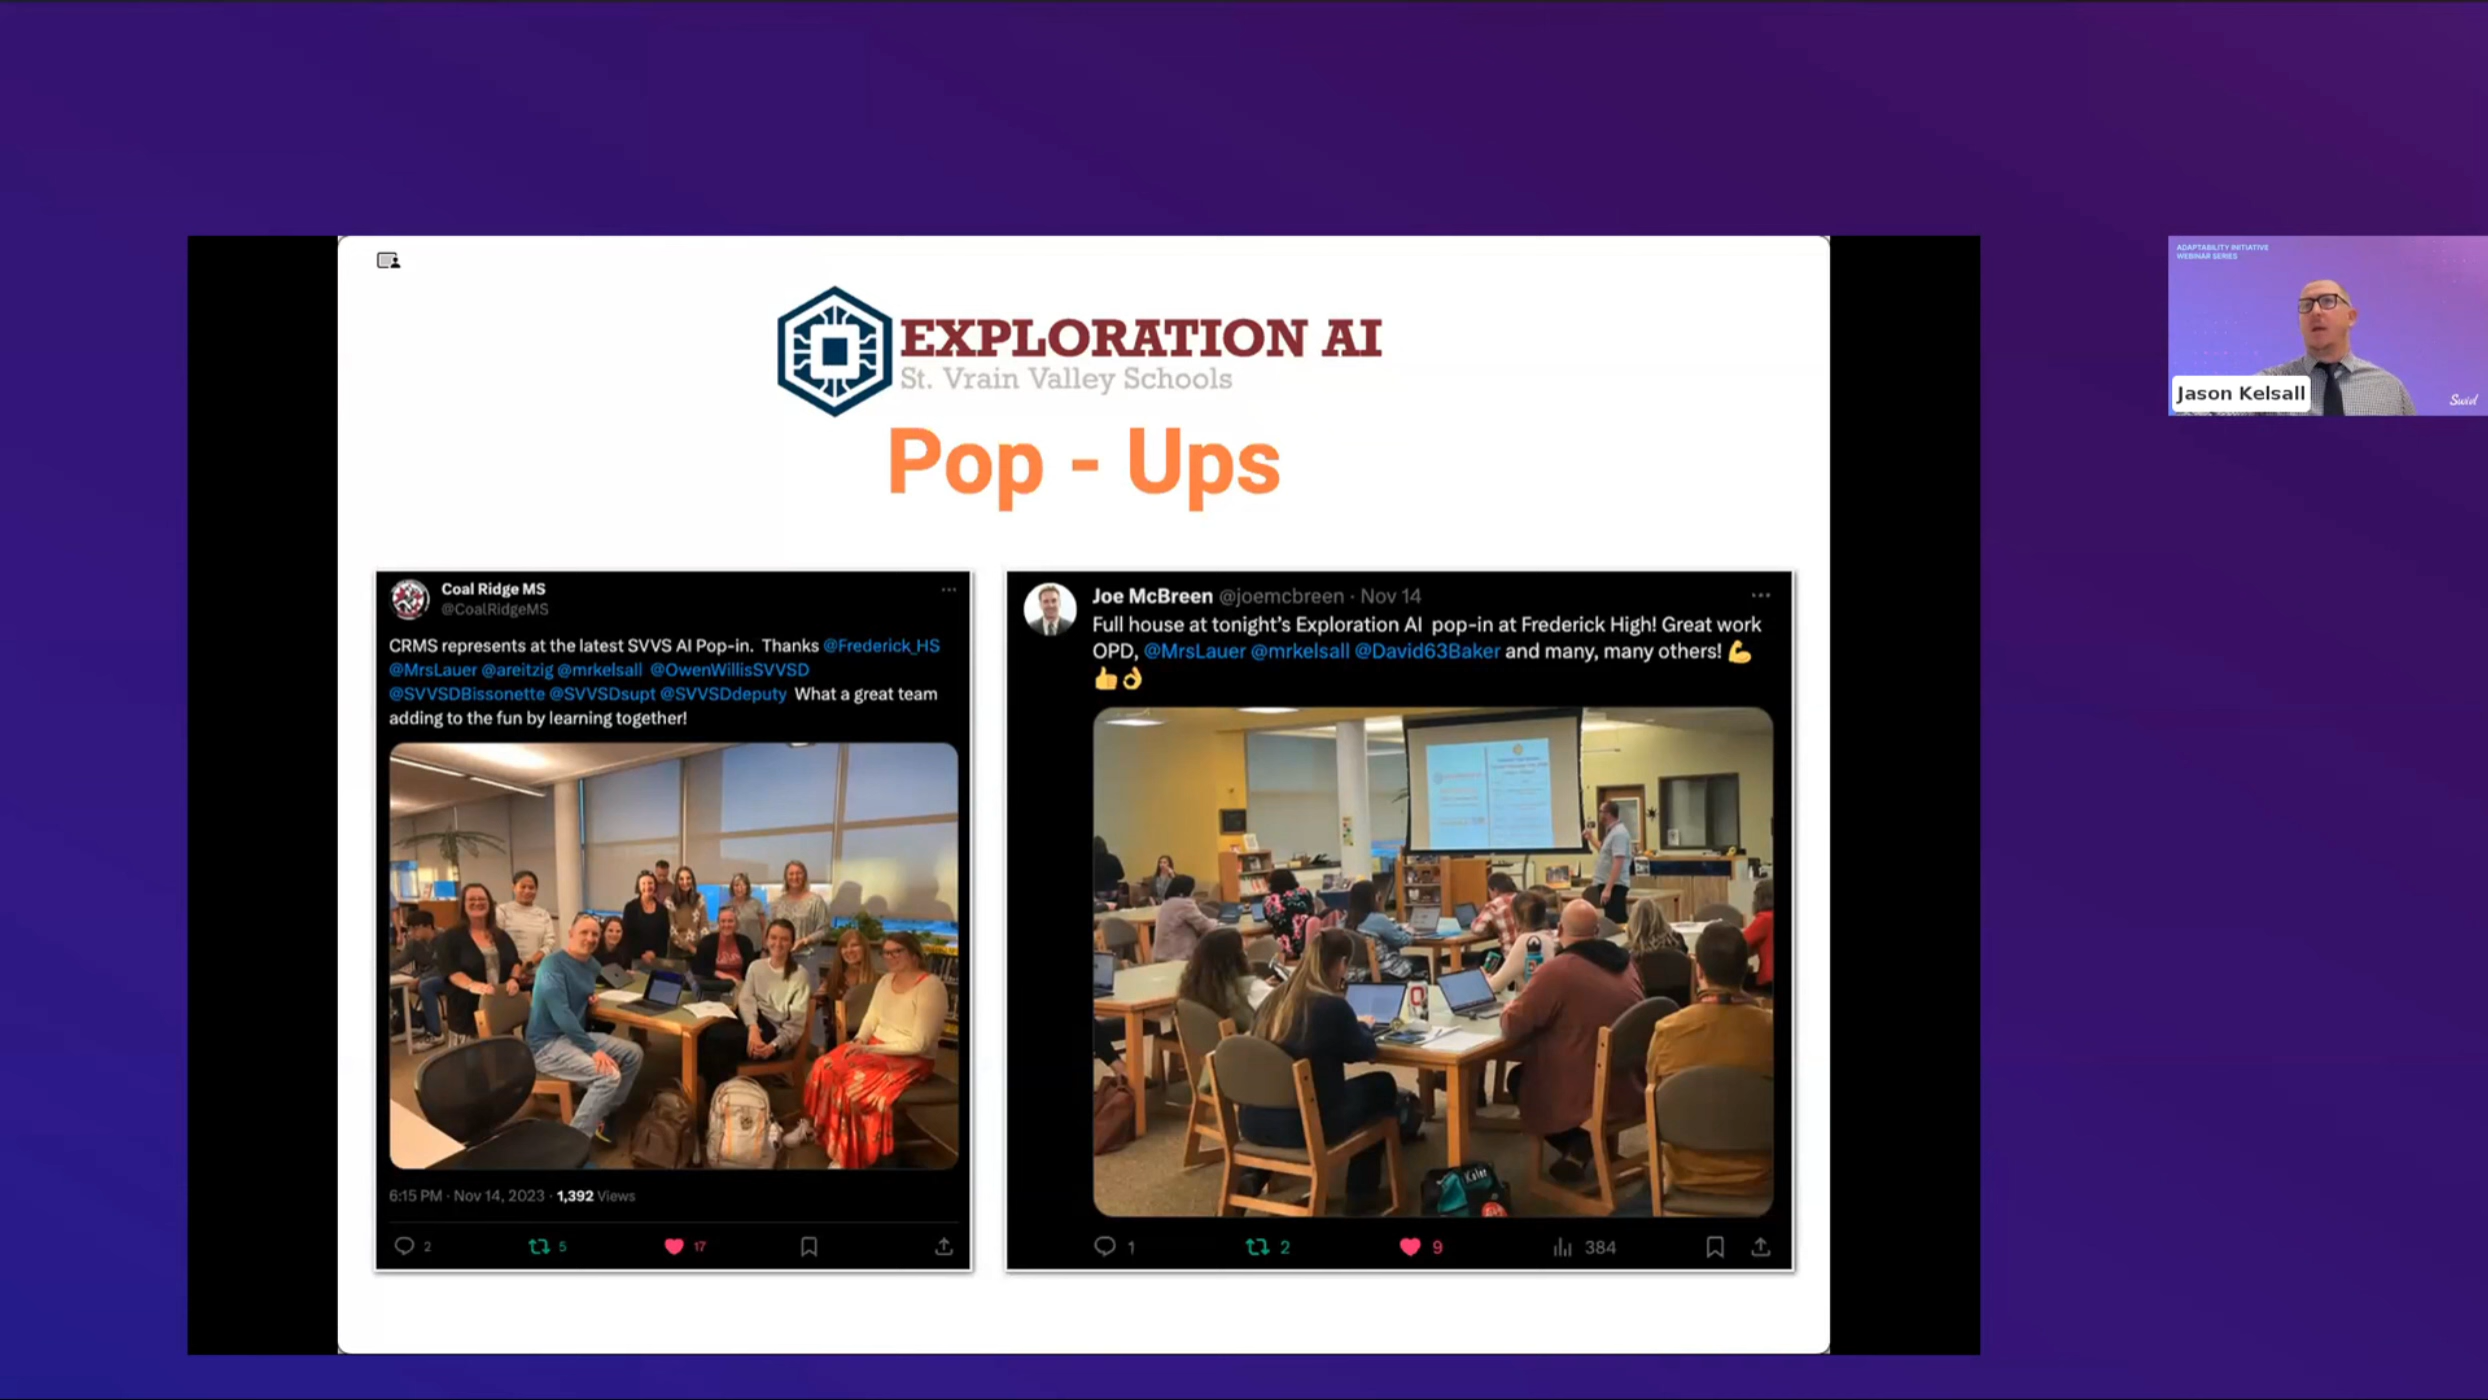 ADAPTABILITY INITIATIVE
WEBINAR SERIES
Jason Kelsall
Swivl
EXPLORATION AI
St. Vrain Valley Schools
Pop - Ups
Coal Ridge MS
@CoalRidgeMS
CRMS represents at the latest SVVS AI Pop-in. Thanks @Frederick_HS
@MrsLauer @areitzig @mrkelsall @OwenWillisSVVSD
@SVVSDBissonette @SVVSDsupt @SVVSDdeputy What a great team
adding to the fun by learning together!
6:15 PM · Nov 14, 2023 · 1,392 Views
2
5
17
Joe McBreen @joemcbreen · Nov 14
Full house at tonight's Exploration AI pop-in at Frederick High! Great work
OPD, @MrsLauer @mrkelsall @David63Baker and many, many others! 💪
👍👌
1
2
9
384